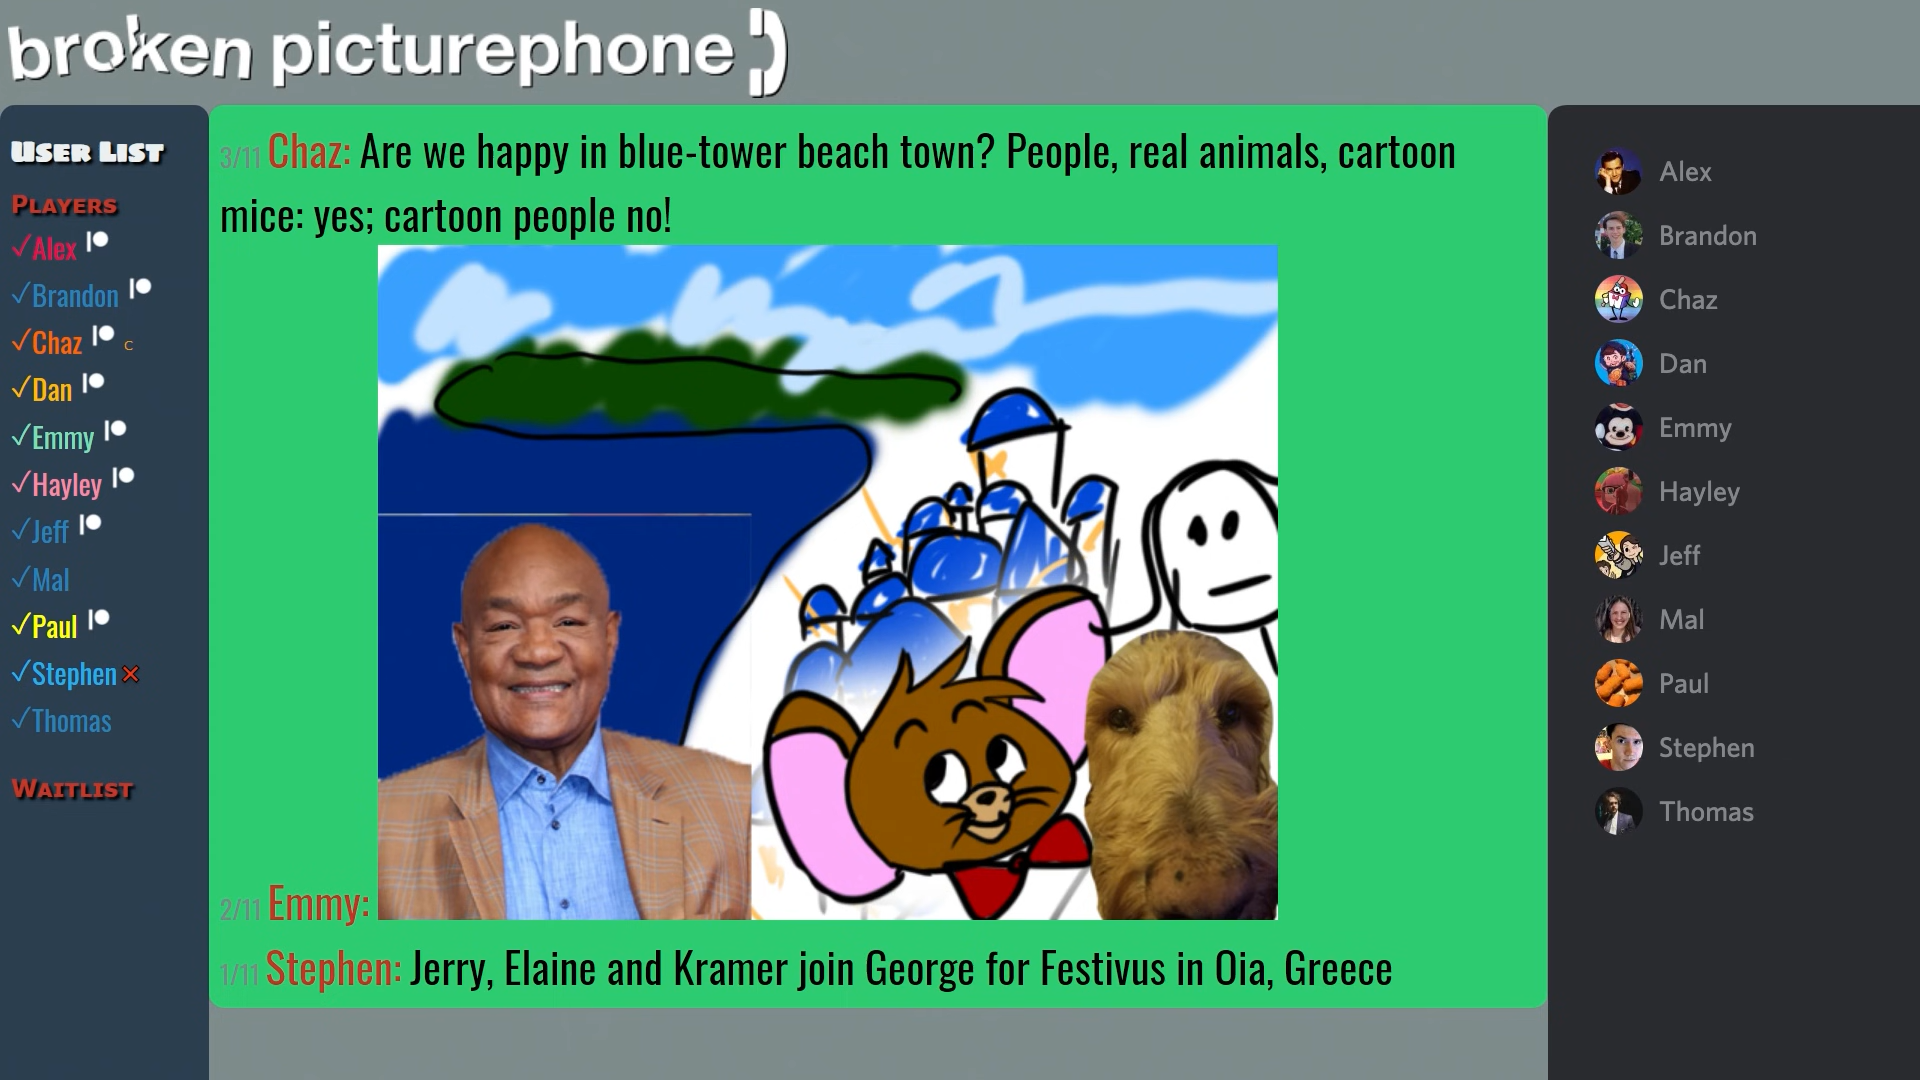 broken picturephone
User List
Players
✓Alex
✓Brandon
✓Chaz C
✓Dan
✓Emmy
✓Hayley
✓Jeff
✓Mal
✓Paul
✓Stephen ✕
✓Thomas
Waitlist
3/11 Chaz: Are we happy in blue-tower beach town? People, real animals, cartoon
mice: yes; cartoon people no!
2/11 Emmy:
1/11 Stephen: Jerry, Elaine and Kramer join George for Festivus in Oia, Greece
Alex
Brandon
Chaz
Dan
Emmy
Hayley
Jeff
Mal
Paul
Stephen
Thomas